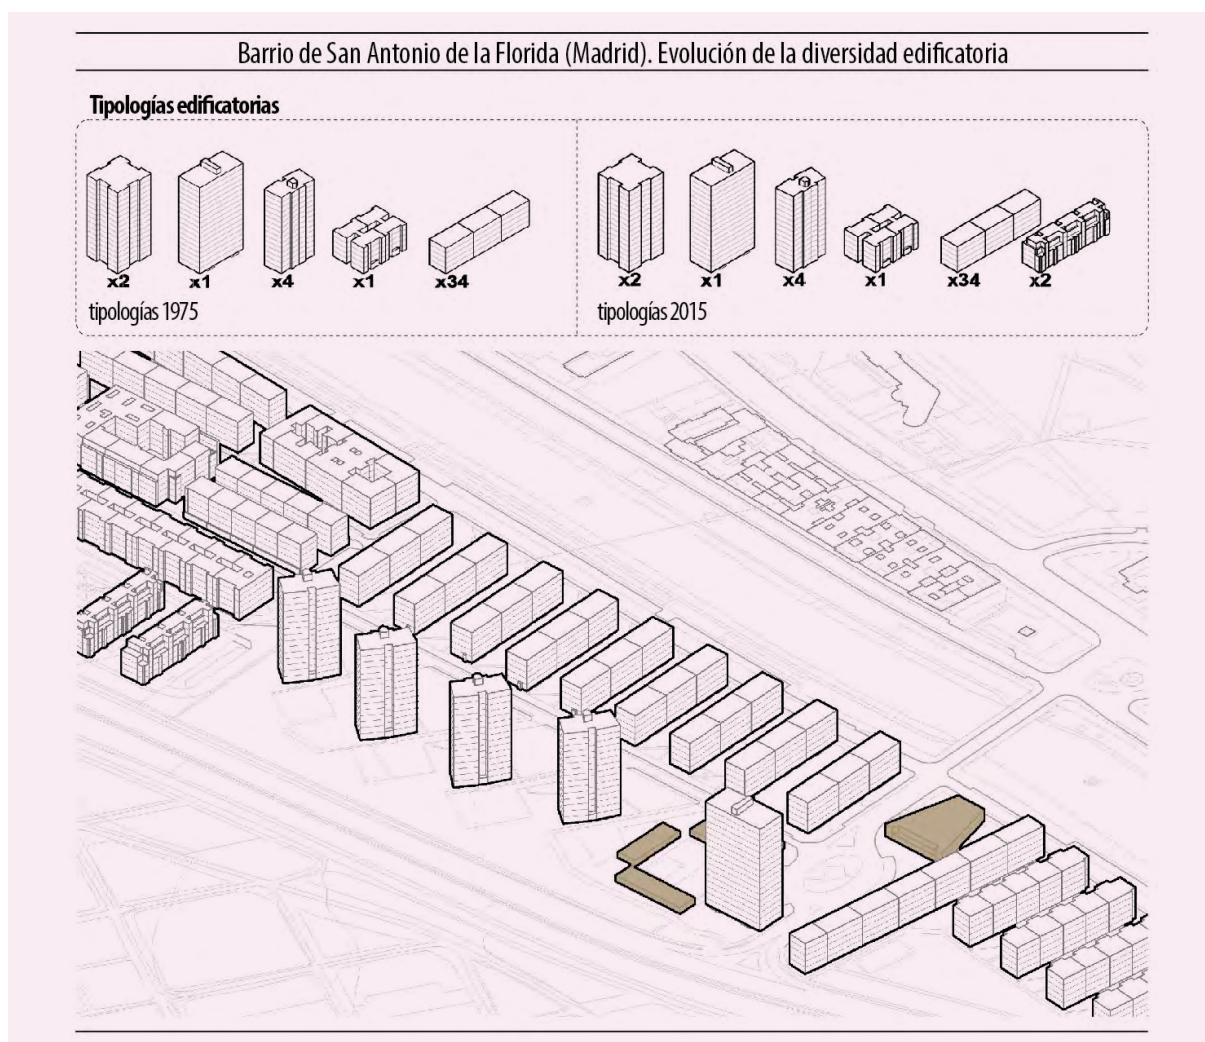 Barrio de San Antonio de la Florida (Madrid). Evolución de la diversidad edificatoria
Tipologías edificatorias
x2 x1 x4 x1 x34
tipologías 1975
x2 x1 x4 x1 x34 x2
tipologías 2015